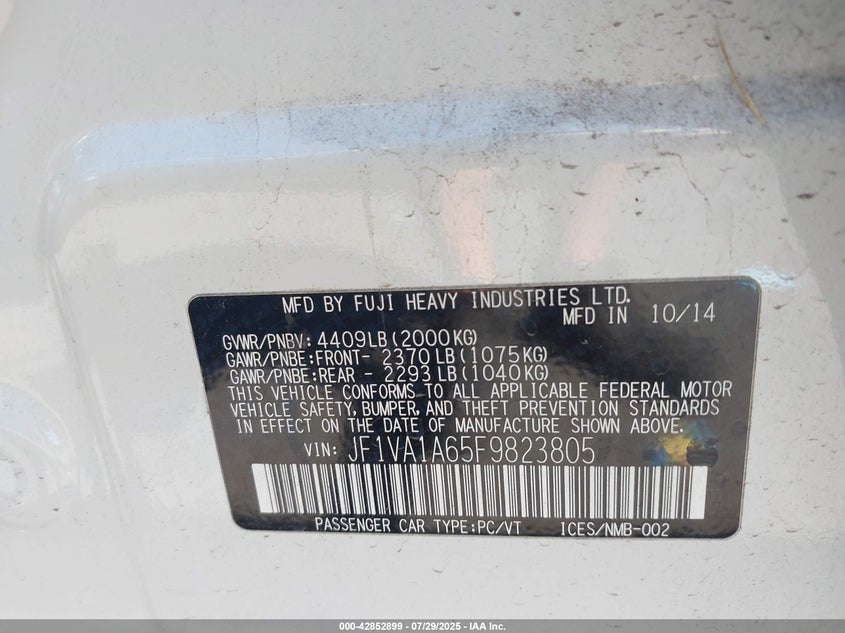 MFD BY FUJI HEAVY INDUSTRIES LTD.
MFD IN 10/14
GVWR/PNBV: 4409LB(2000KG)
GAWR/PNBE:FRONT- 2370LB(1075KG)
GAWR/PNBE:REAR - 2293LB(1040KG)
THIS VEHICLE CONFORMS TO ALL APPLICABLE FEDERAL MOTOR
VEHICLE SAFETY, BUMPER, AND THEFT PREVENTION STANDARDS
IN EFFECT ON THE DATE OF MANUFACTURE SHOWN ABOVE.
VIN: JF1VA1A65F9823805
PASSENGER CAR TYPE:PC/VT ICES/NMB-002
000-42852899 - 07/29/2025 - IAA Inc.